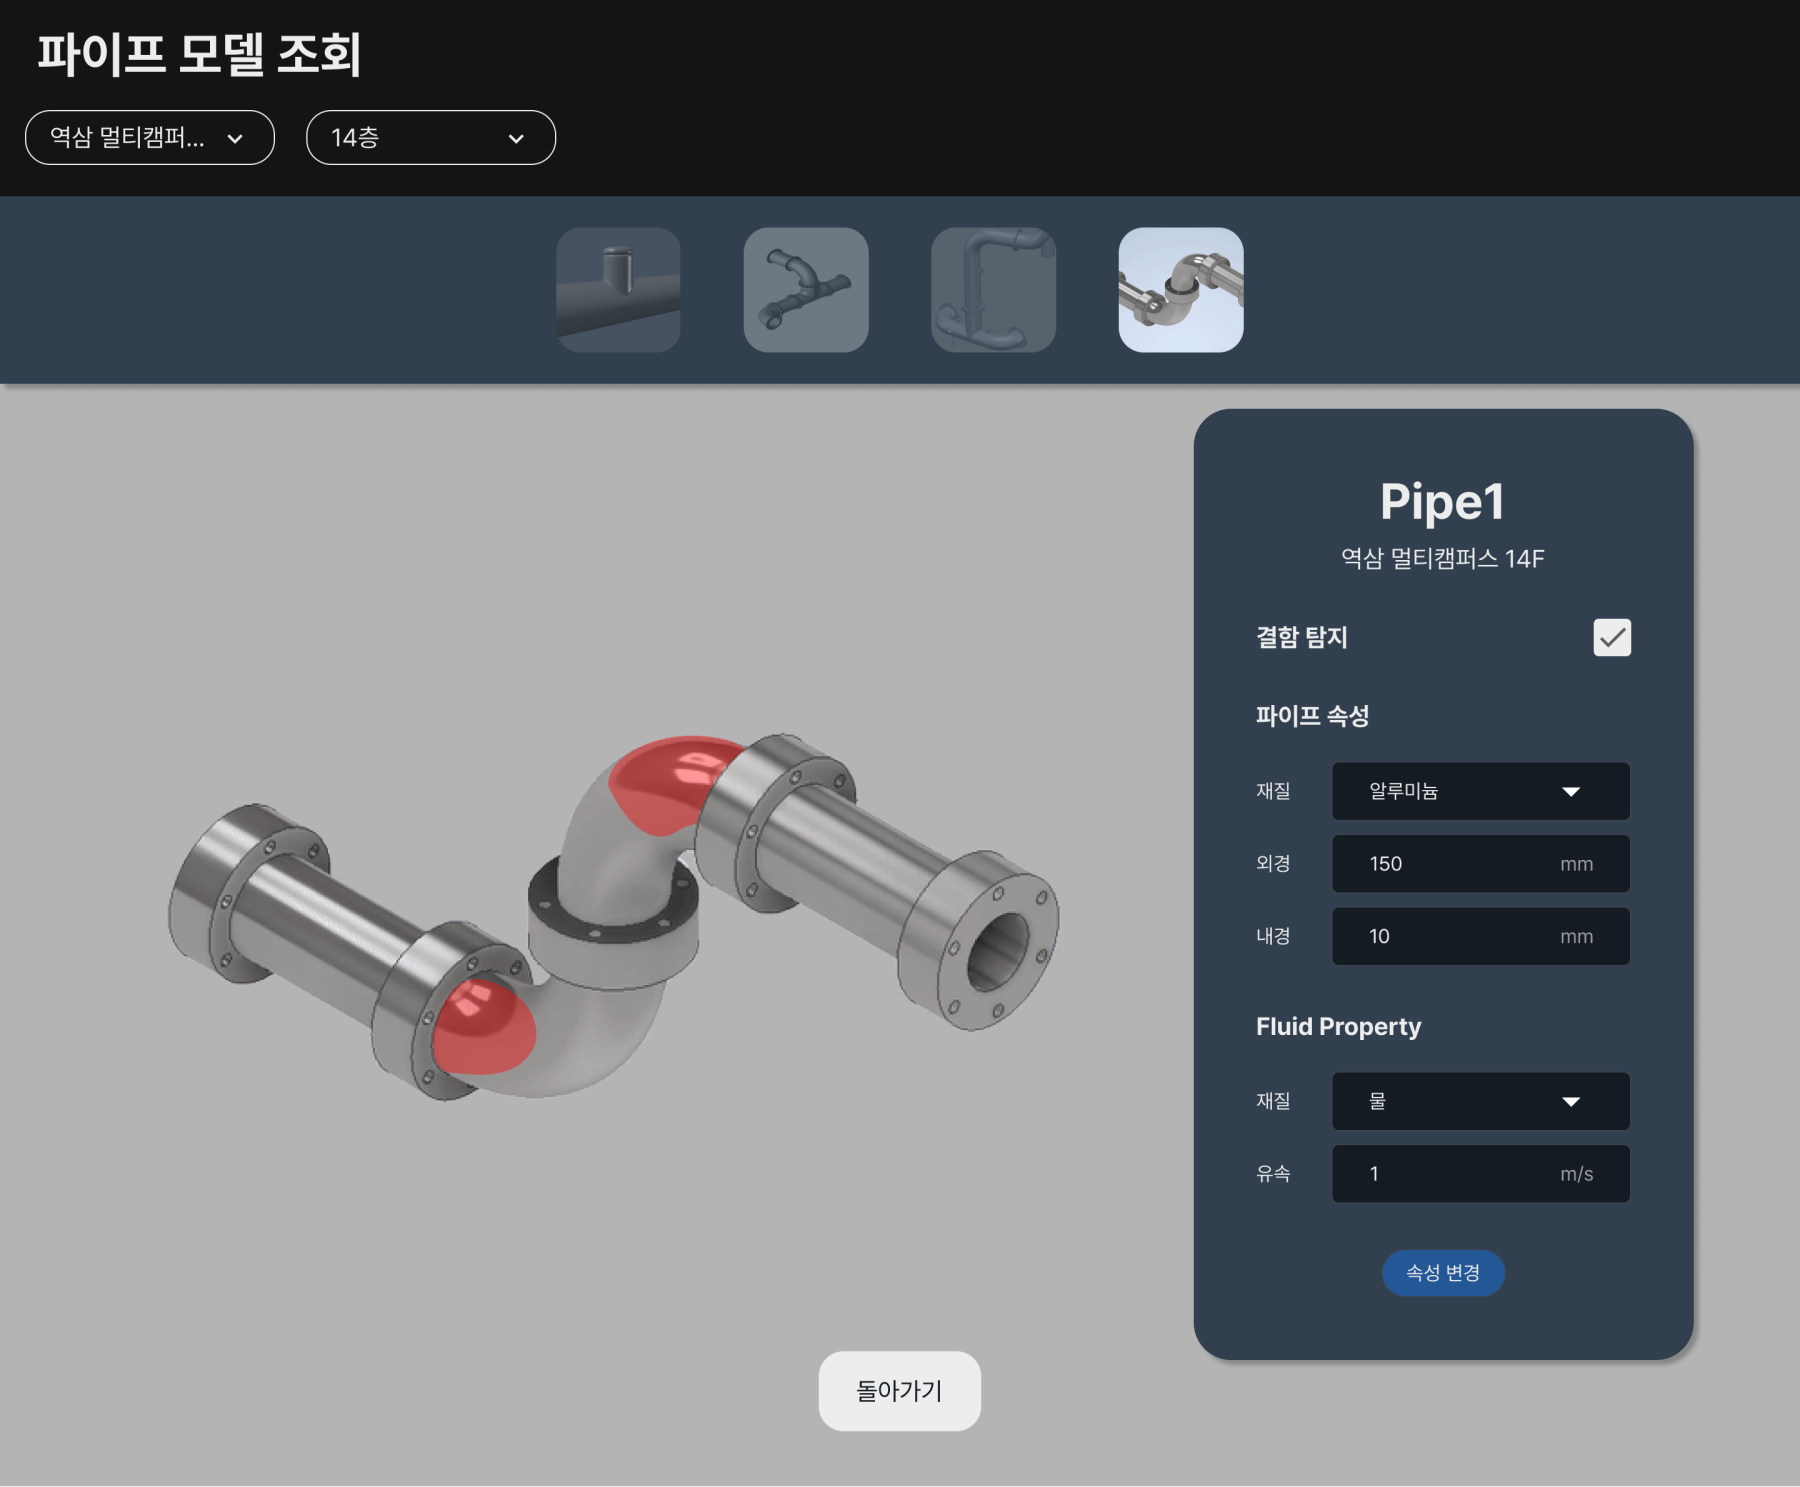 파이프 모델 조회
역삼 멀티캠퍼... 14층
Pipe1
역삼 멀티캠퍼스 14F
결함 탐지
파이프 속성
재질 알루미늄
외경 150 mm
내경 10 mm
Fluid Property
재질 물
유속 1 m/s
속성 변경
돌아가기